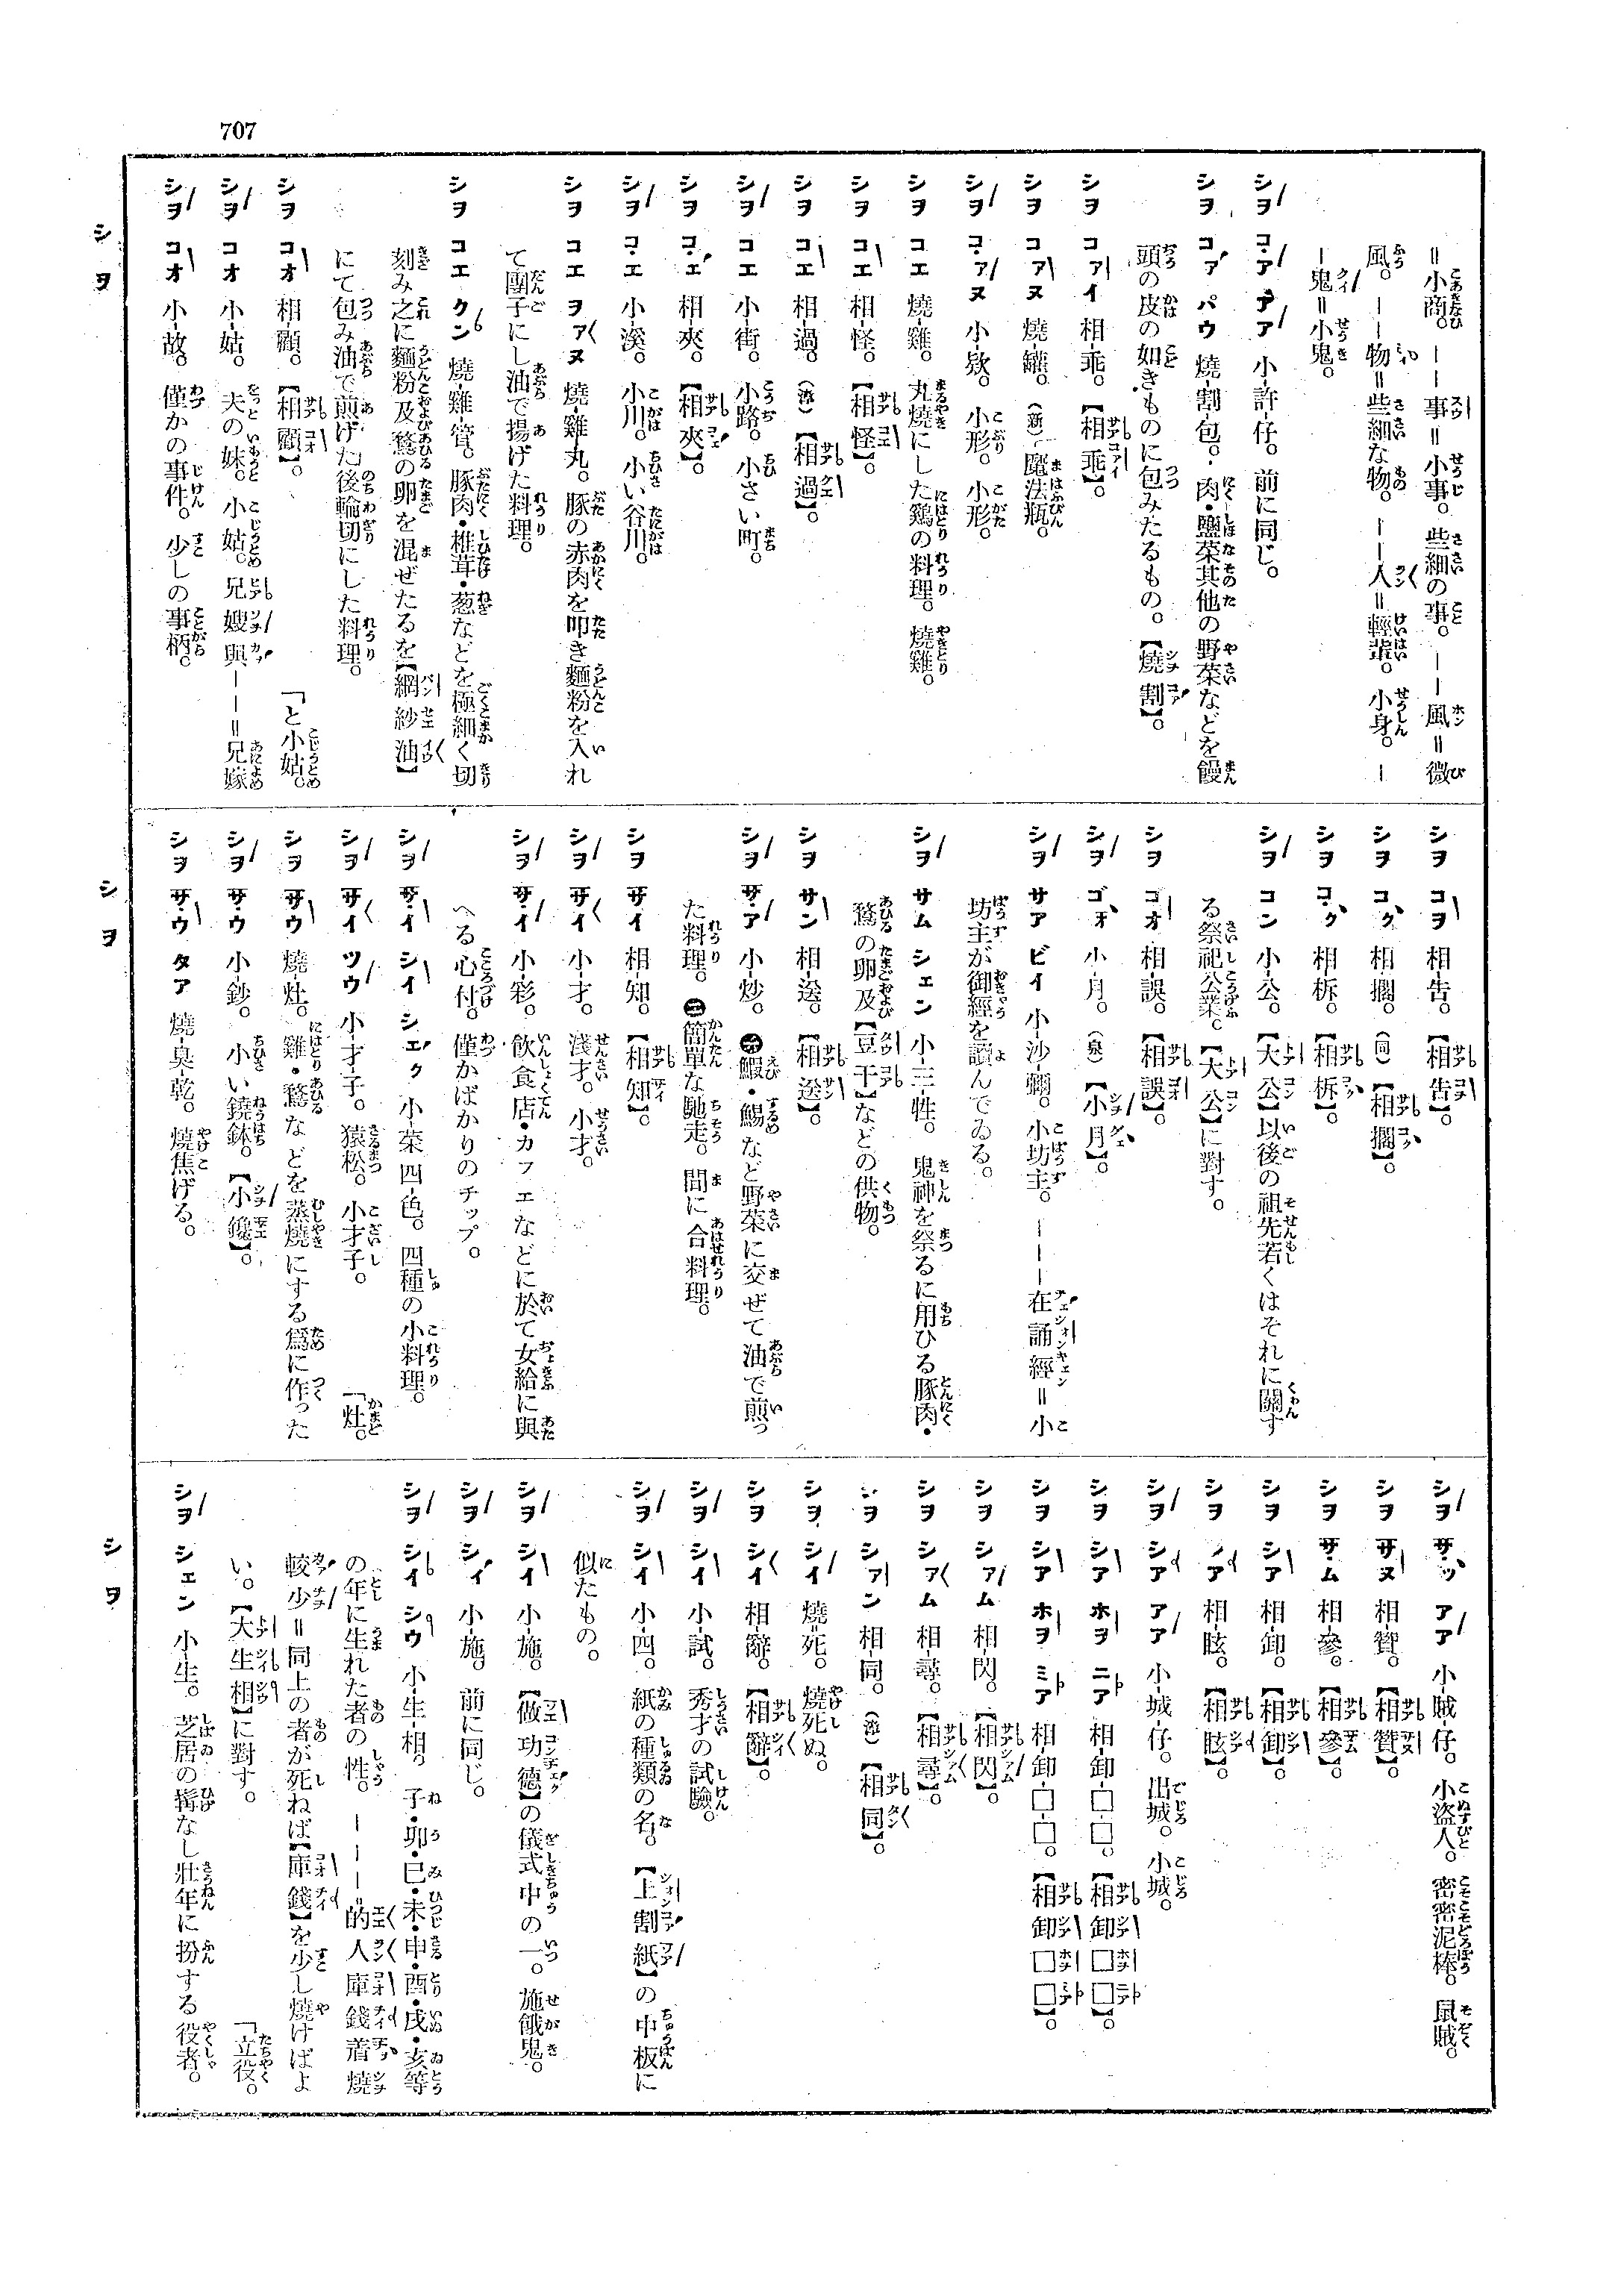 707
＝小商。――事＝小事。些細の事。――風＝微
風。――物＝些細な物。――人＝輕輩。小身。―
―鬼＝小鬼。
シヲ コア アア 小-許-仔。前に同じ。
シヲ コア パウ 燒-割-包。肉・鹽菜其他の野菜などを饅
頭の皮の如きものに包みたるもの。【燒割】。
シヲ コアイ 相-乖。【相乖】。
シヲ コアヌ 燒-罐。(新) 魔法瓶。
シヲ コアヌ 小-欵。小形。小形。
シヲ コエ 燒-雞。丸燒にした鷄の料理。燒雞。
シヲ コエ 相-怪。【相怪】。
シヲ コエ 相-過。(漳)【相過】。
シヲ コエ 小-街。小路。小さい町。
シヲ コエ 相-夾。【相夾】。
シヲ コエ 小-溪。小川。小い谷川。
シヲ コエ ヲアヌ 燒-雞-丸。豚の赤肉を叩き麵粉を入れ
て團子にし油で揚げた料理。
シヲ コエ クン 燒-雞-管。豚肉・椎茸・葱などを極細く切
刻み之に麵粉及鶩の卵を混ぜたるを【網紗油】
にて包み油で煎げた後輪切にした料理。
シヲ コオ 相-顧。【相顧】。
「と小姑。
シヲ コオ 小-姑。夫の妹。小姑。兄嫂與――＝兄嫁
シヲ コオ 小-故。僅かの事件。少しの事柄。
シヲ
シヲ コヲ 相-吿。【相吿】。
シヲ コク 相-擱。(同)【相擱】。
シヲ コク 相-柝。【相柝】。
シヲ コン 小-公。【大公】以後の祖先若くはそれに關す
る祭祀公業。【大公】に對す。
シヲ ゴオ 相-誤。【相誤】。
シヲ ゴオ 小-月。(泉)【小月】。
シヲ サア ビイ 小-沙-彌。小坊主。―――在誦經＝小
坊主が御經を讀んでゐる。
シヲ サム シェン 小-三-牲。鬼神を祭るに用ひる豚肉・
鶩の卵及【豆干】などの供物。
シヲ サン 相-送。【相送】。
シヲ サア 小-炒。㊀鰕・鯣など野菜に交ぜて油で煎つ
た料理。㊁簡單な馳走。間に合料理。
シヲ サイ 相-知。【相知】。
シヲ サイ 小-才。淺才。小才。
シヲ サイ 小-彩。飮食店・カフエなどに於て女給に與
へる心付。僅かばかりのチップ。
シヲ サイ シイ シェク 小-菜-四-色。四種の小料理。
シヲ サイ ツウ 小-才-子。猿松。小才子。
「灶。
シヲ サウ 燒-灶。雞・鶩などを蒸燒にする爲に作った
シヲ サウ 小-鈔。小い鐃鉢。【小鑱】。
シヲ サウ タア 燒-臭-乾。燒焦げる。
シヲ
シヲ サッ アア 小-賊-仔。小盜人。密密泥棒。鼠賊。
シヲ サヌ 相-贊。【相贊】。
シヲ サム 相-參。【相參】。
シヲ シア 相-卸。【相卸】。
シヲ シア 相-眩。【相眩】。
シヲ シア アア 小-城-仔。出城。小城。
シヲ シア ホヲ ニア 相-卸-□-□。【相卸□□】。
シヲ シア ホヲ ミア 相-卸-□-□。【相卸□□】。
シヲ シアム 相-閃。【相閃】。
シヲ シアム 相-尋。【相尋】。
シヲ シアン 相-同。(漳)【相同】。
シヲ シイ 燒-死。燒死ぬ。
シヲ シイ 相-辭。【相辭】。
シヲ シイ 小-試。秀才の試驗。
シヲ シイ 小-四。紙の種類の名。【上割紙】の中板に
似たもの。
シヲ シイ 小-施。【做功德】の儀式中の一。施餓鬼。
シヲ シイ 小-施。前に同じ。
シヲ シイ シウ 小-生-相。子・卯・巳・未・申・酉・戌・亥等
の年に生れた者の性。―――的人庫錢着燒
較少＝同上の者が死ねば【庫錢】を少し燒けばよ
い。【大生相】に對す。
「立役。
シヲ シェン 小-生。芝居の髯なし壯年に扮する役者。
シヲ